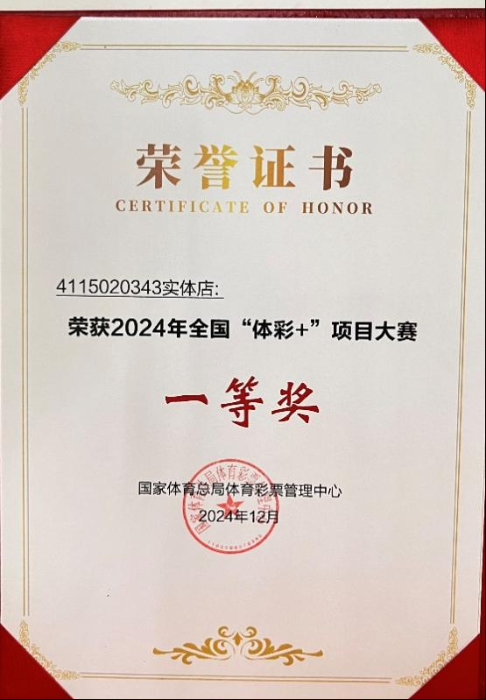 荣誉证书
CERTIFICATE OF HONOR
4115020343实体店:
荣获2024年全国“体彩+”项目大赛
一等奖
国家体育总局体育彩票管理中心
2024年12月